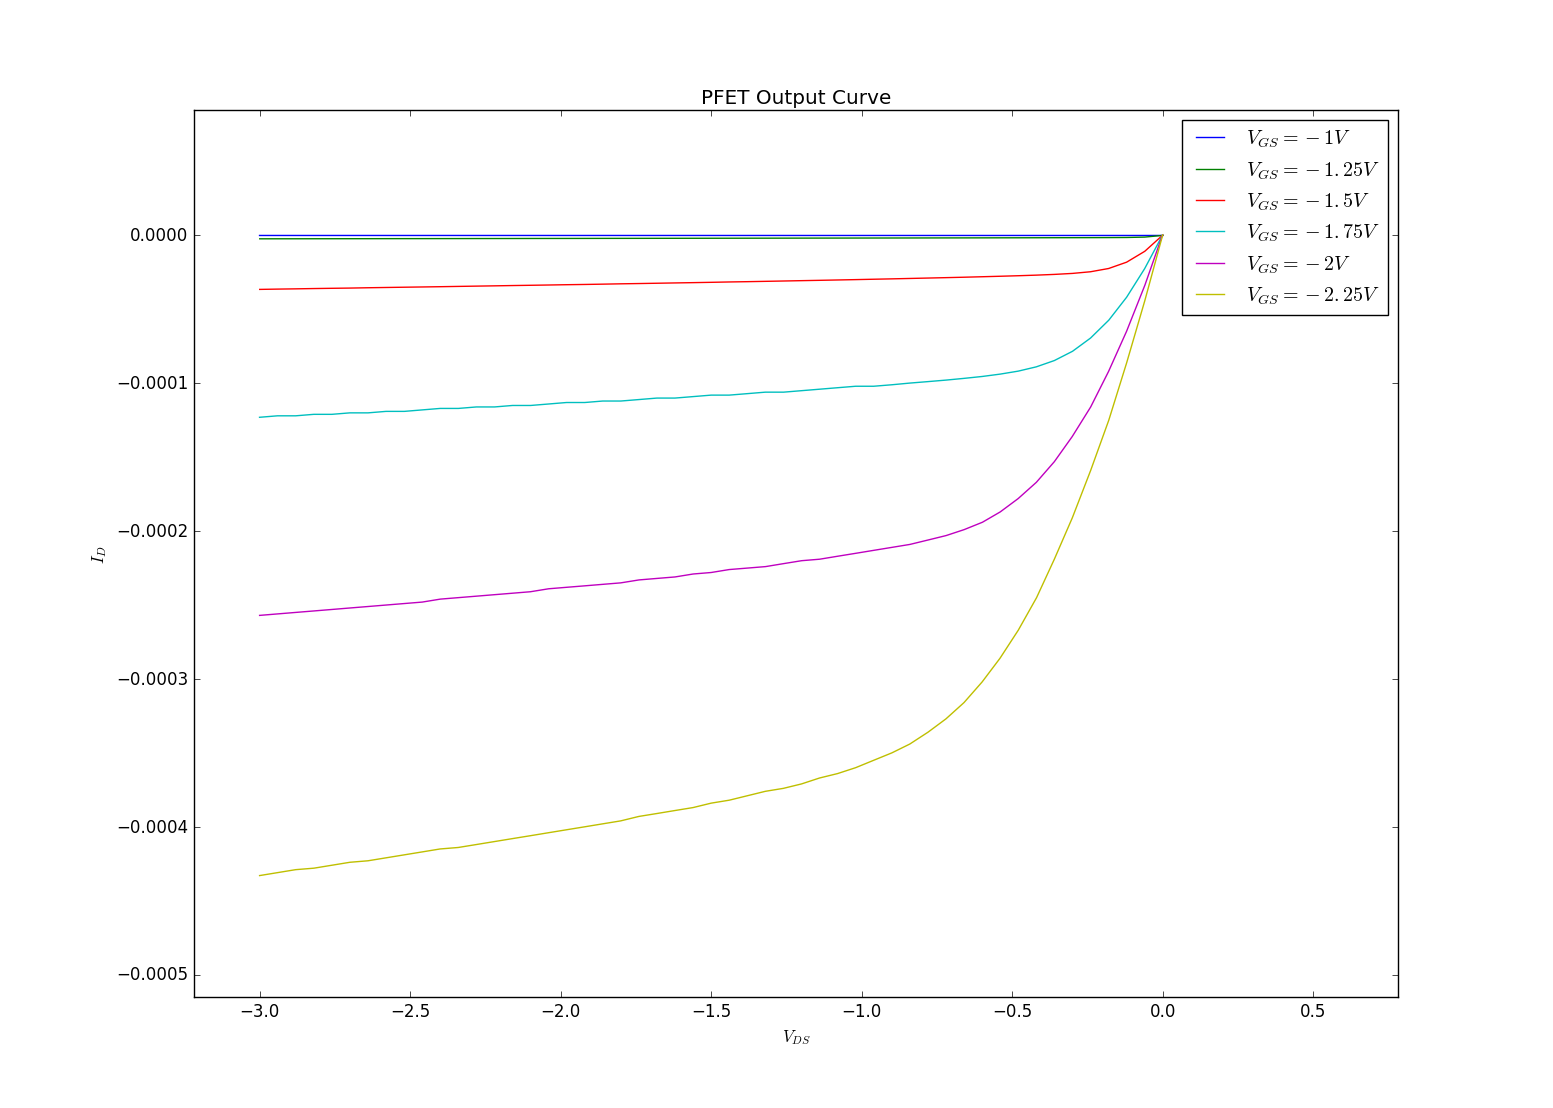 PFET Output Curve
V_GS = −1V
V_GS = −1.25V
V_GS = −1.5V
V_GS = −1.75V
V_GS = −2V
V_GS = −2.25V
0.0000
−0.0001
−0.0002
−0.0003
−0.0004
−0.0005
I_D
−3.0 −2.5 −2.0 −1.5 −1.0 −0.5 0.0 0.5
V_DS